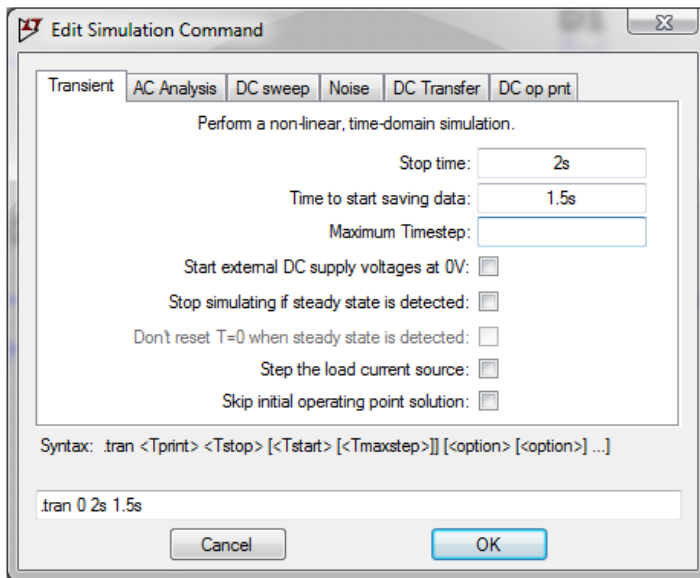 Edit Simulation Command
Transient AC Analysis DC sweep Noise DC Transfer DC op pnt
Perform a non-linear, time-domain simulation.
Stop time: 2s
Time to start saving data: 1.5s
Maximum Timestep:
Start external DC supply voltages at 0V:
Stop simulating if steady state is detected:
Don't reset T=0 when steady state is detected:
Step the load current source:
Skip initial operating point solution:
Syntax: .tran <Tprint> <Tstop> [<Tstart> [<Tmaxstep>]] [<option> [<option>] ...]
.tran 0 2s 1.5s
Cancel OK